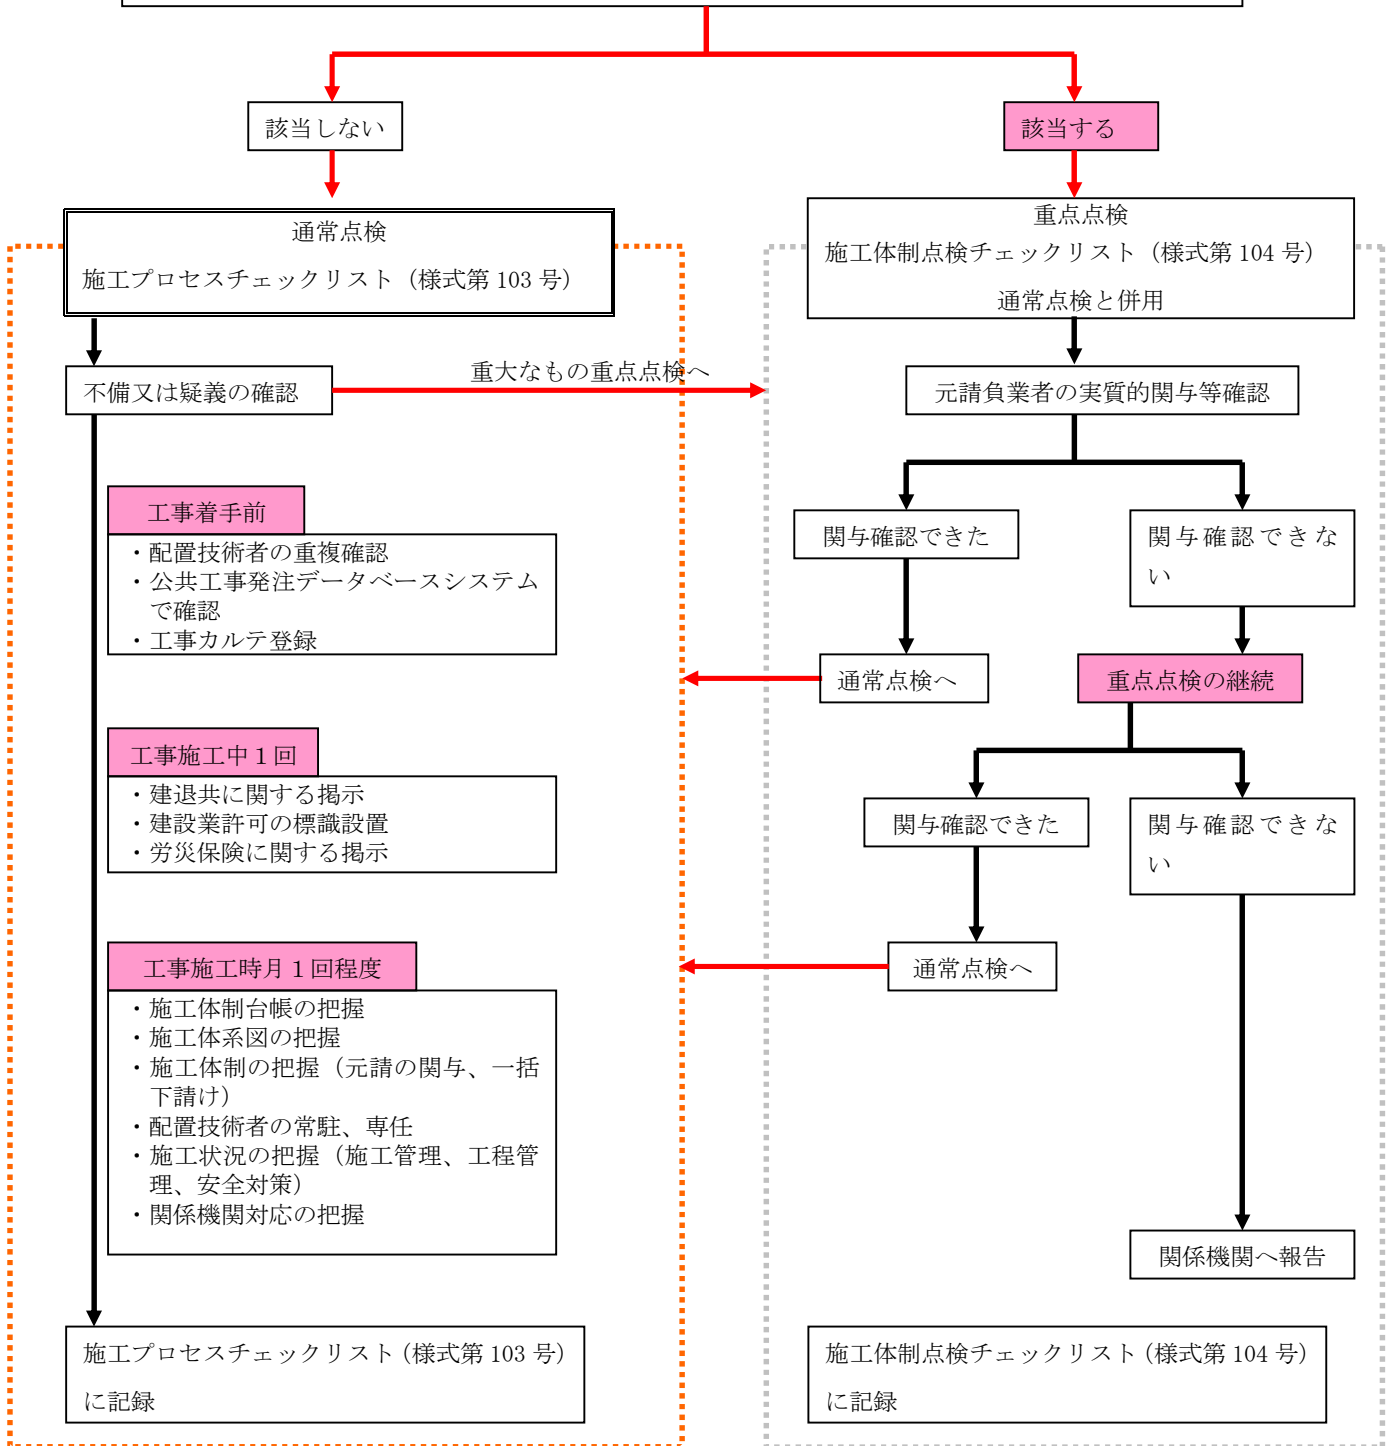 該当しない
該当する
通常点検
施工プロセスチェックリスト（様式第 103 号）
重点点検
施工体制点検チェックリスト（様式第 104 号）
通常点検と併用
不備又は疑義の確認
重大なもの重点点検へ
元請負業者の実質的関与等確認
工事着手前
・配置技術者の重複確認
・公共工事発注データベースシステム
で確認
・工事カルテ登録
関与確認できた
関与確認できな
い
通常点検へ
重点点検の継続
工事施工中１回
・建退共に関する掲示
・建設業許可の標識設置
・労災保険に関する掲示
関与確認できた
関与確認できな
い
通常点検へ
工事施工時月１回程度
・施工体制台帳の把握
・施工体系図の把握
・施工体制の把握（元請の関与、一括
下請け）
・配置技術者の常駐、専任
・施工状況の把握（施工管理、工程管
理、安全対策）
・関係機関対応の把握
関係機関へ報告
施工プロセスチェックリスト（様式第 103 号）
に記録
施工体制点検チェックリスト（様式第 104 号）
に記録